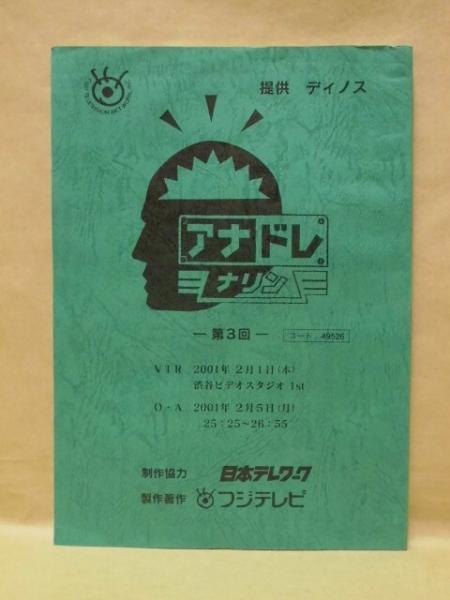 提供 ディノス
アナドレ
ナリン
— 第3回 —
コード 49526
VTR 2001年 2月1日(木)
渋谷ビデオスタジオ 1st
O・A 2001年 2月5日(月)
25:25~26:55
制作協力 日本テレワーク
製作著作 フジテレビ